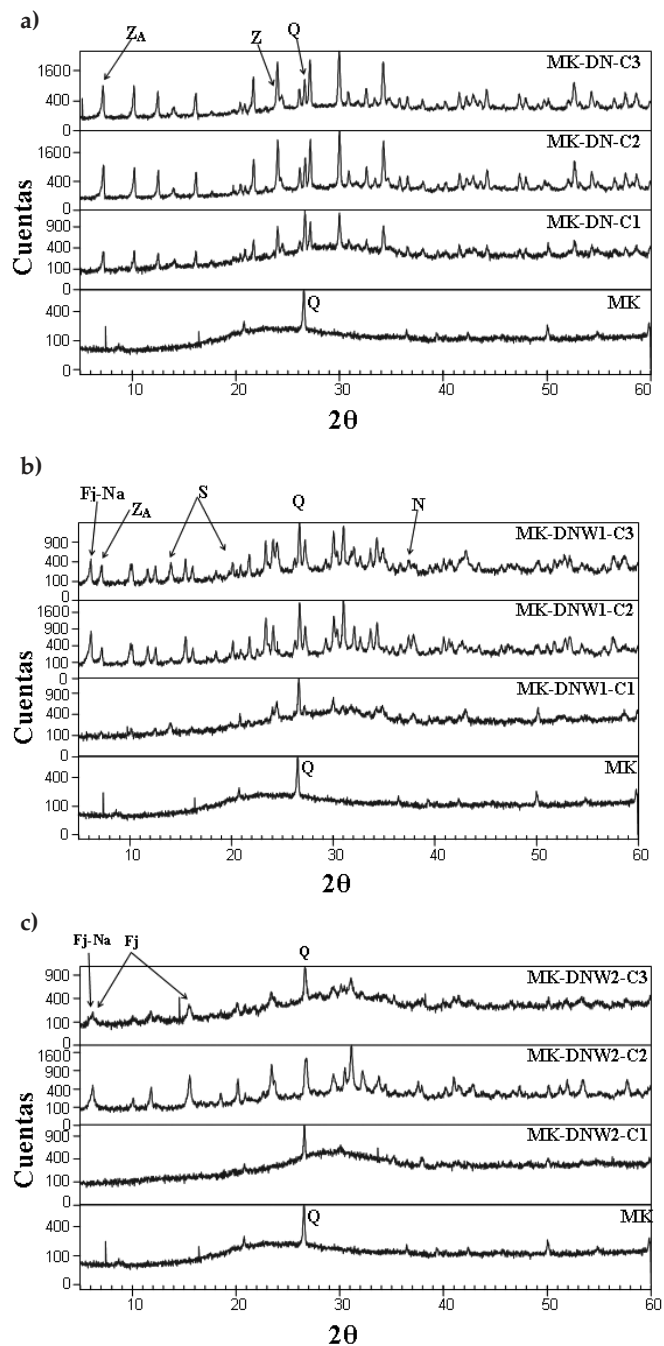 a)
Z_A
Z
Q
MK-DN-C3
1600
400
0
MK-DN-C2
1600
400
0
MK-DN-C1
900
400
100
0
Q
MK
400
100
0
Cuentas
10 20 30 40 50 60
2θ
b)
Fj-Na
Z_A
S
Q
N
MK-DNW1-C3
900
400
100
0
MK-DNW1-C2
1600
900
400
100
0
MK-DNW1-C1
900
400
100
0
Q
MK
400
100
0
Cuentas
10 20 30 40 50 60
2θ
c)
Fj-Na
Fj
Q
MK-DNW2-C3
900
400
100
0
MK-DNW2-C2
1600
900
400
100
0
MK-DNW2-C1
900
400
100
0
Q
MK
400
100
0
Cuentas
10 20 30 40 50 60
2θ